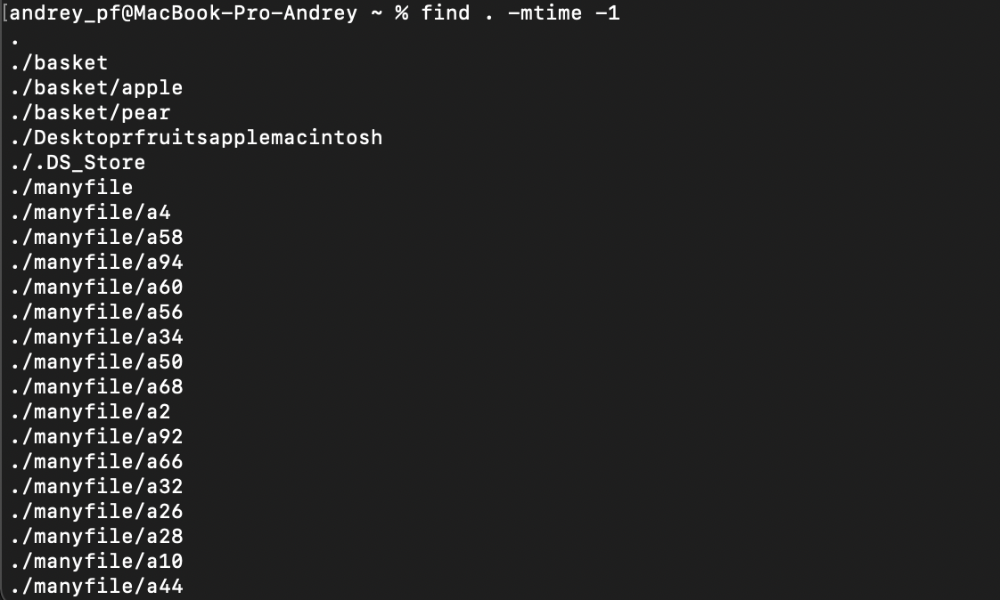 [andrey_pf@MacBook-Pro-Andrey ~ % find . -mtime -1
.
./basket
./basket/apple
./basket/pear
./Desktoprfruitsapplemacintosh
./.DS_Store
./manyfile
./manyfile/a4
./manyfile/a58
./manyfile/a94
./manyfile/a60
./manyfile/a56
./manyfile/a34
./manyfile/a50
./manyfile/a68
./manyfile/a2
./manyfile/a92
./manyfile/a66
./manyfile/a32
./manyfile/a26
./manyfile/a28
./manyfile/a10
./manyfile/a44